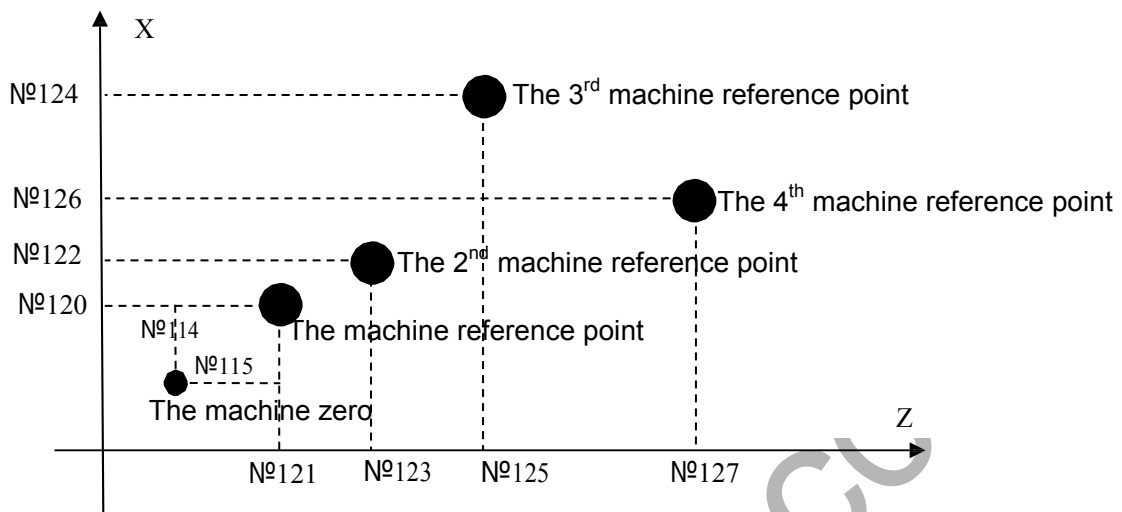 X
№124
The 3rd machine reference point
№126
The 4th machine reference point
№122
The 2nd machine reference point
№120
№114
The machine reference point
№115
The machine zero
Z
№121
№123
№125
№127